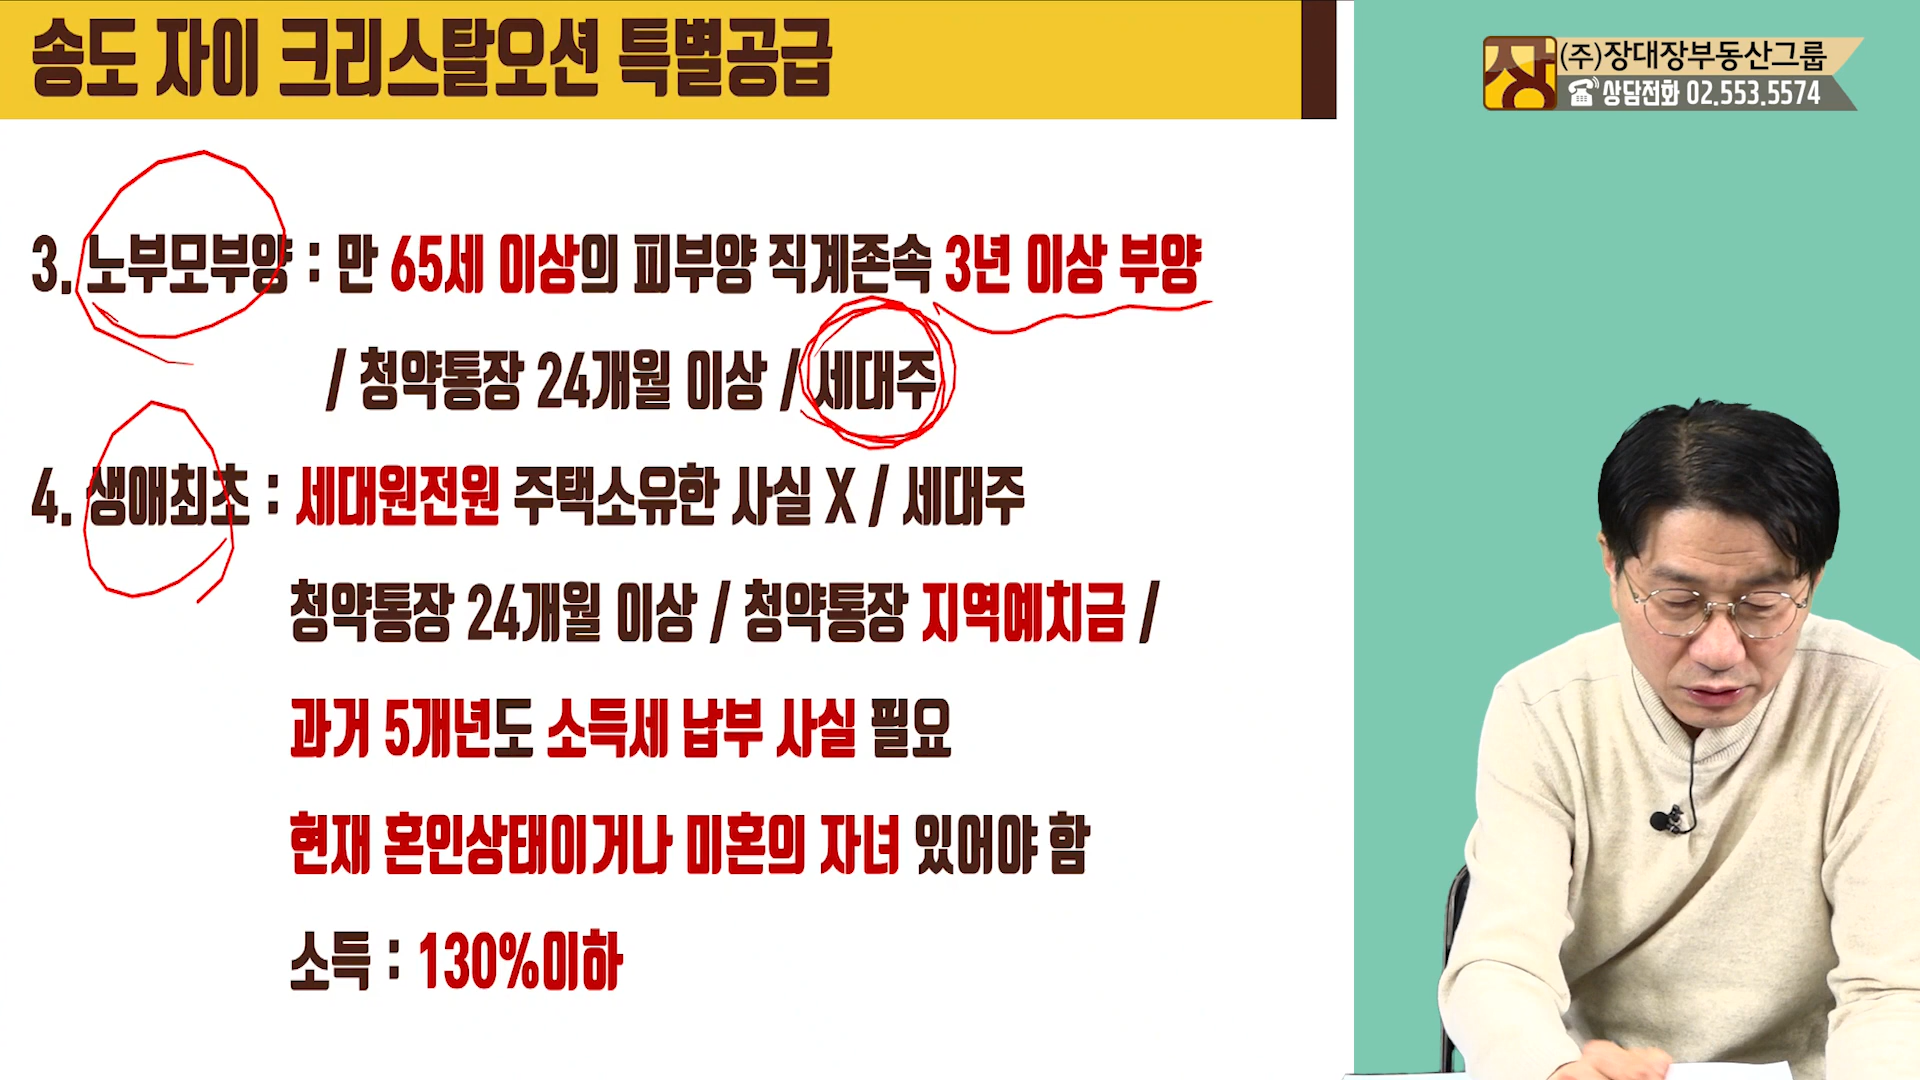 송도 자이 크리스탈오션 특별공급
(주)장대장부동산그룹
상담전화 02.553.5574
장
3. 노부모부양 : 만 65세 이상의 피부양 직계존속 3년 이상 부양
/ 청약통장 24개월 이상 / 세대주
4. 생애최초 : 세대원전원 주택소유한 사실 X / 세대주
청약통장 24개월 이상 / 청약통장 지역예치금 /
과거 5개년도 소득세 납부 사실 필요
현재 혼인상태이거나 미혼의 자녀 있어야 함
소득 : 130%이하